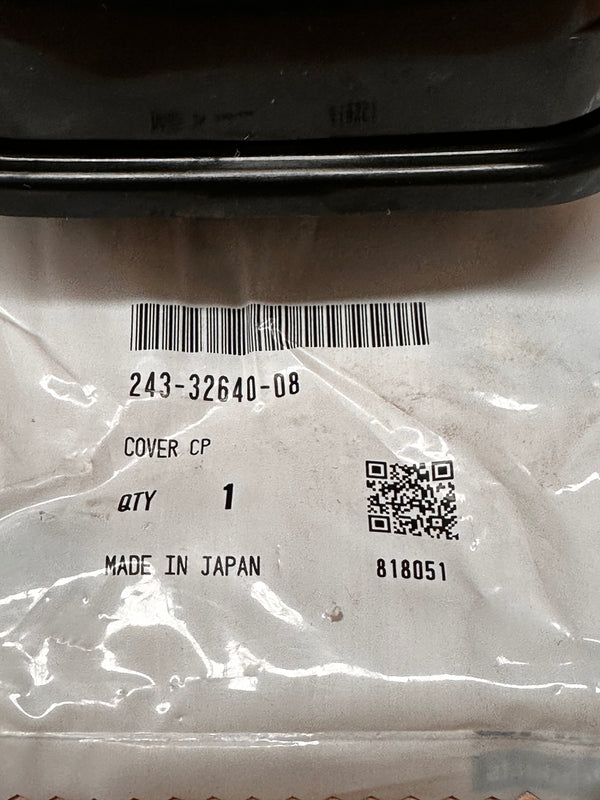 243-32640-08
COVER CP
QTY 1
MADE IN JAPAN
818051